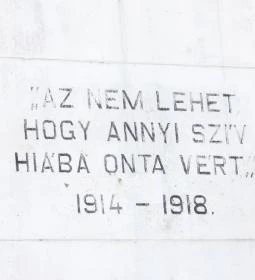 "AZ NEM LEHET
HOGY ANNYI SZÍV
HIÁBA ONTA VÉRT"
1914 - 1918.